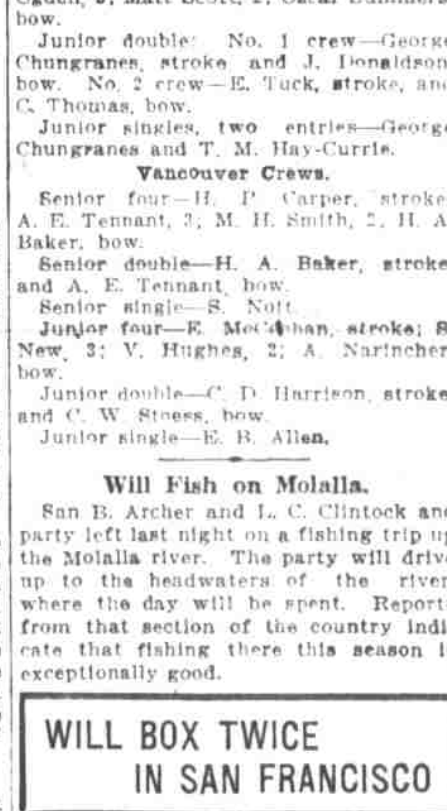 bow.
Junior double: No. 1 crew—George
Chungranes, stroke and J. Donaldson,
bow. No. 2 crew—E. Tuck, stroke, and
C. Thomas, bow.
Junior singles, two entries—George
Chungranes and T. M. Hay-Currie.
Vancouver Crews.
Senior four—H. P. Carper, stroke
A. E. Tennant, 3; M. H. Smith, 2, H. A
Baker, bow.
Senior double—H. A. Baker, stroke
and A. E. Tennant, bow.
Senior single—S. Nott.
Junior four—E. stroke; S
New, 3; V. Hughes, 2; A. Narincher
bow.
Junior double—C. D. Harrison, stroke
and C. W. Stoess, bow.
Junior single—E. B. Allen.
Will Fish on Molalla.
San B. Archer and L. C. Clintock and
party left last night on a fishing trip up
the Molalla river. The party will drive
up to the headwaters of the river
where the day will be spent. Report
from that section of the country indi
cate that fishing there this season i
exceptionally good.
WILL BOX TWICE
IN SAN FRANCISCO